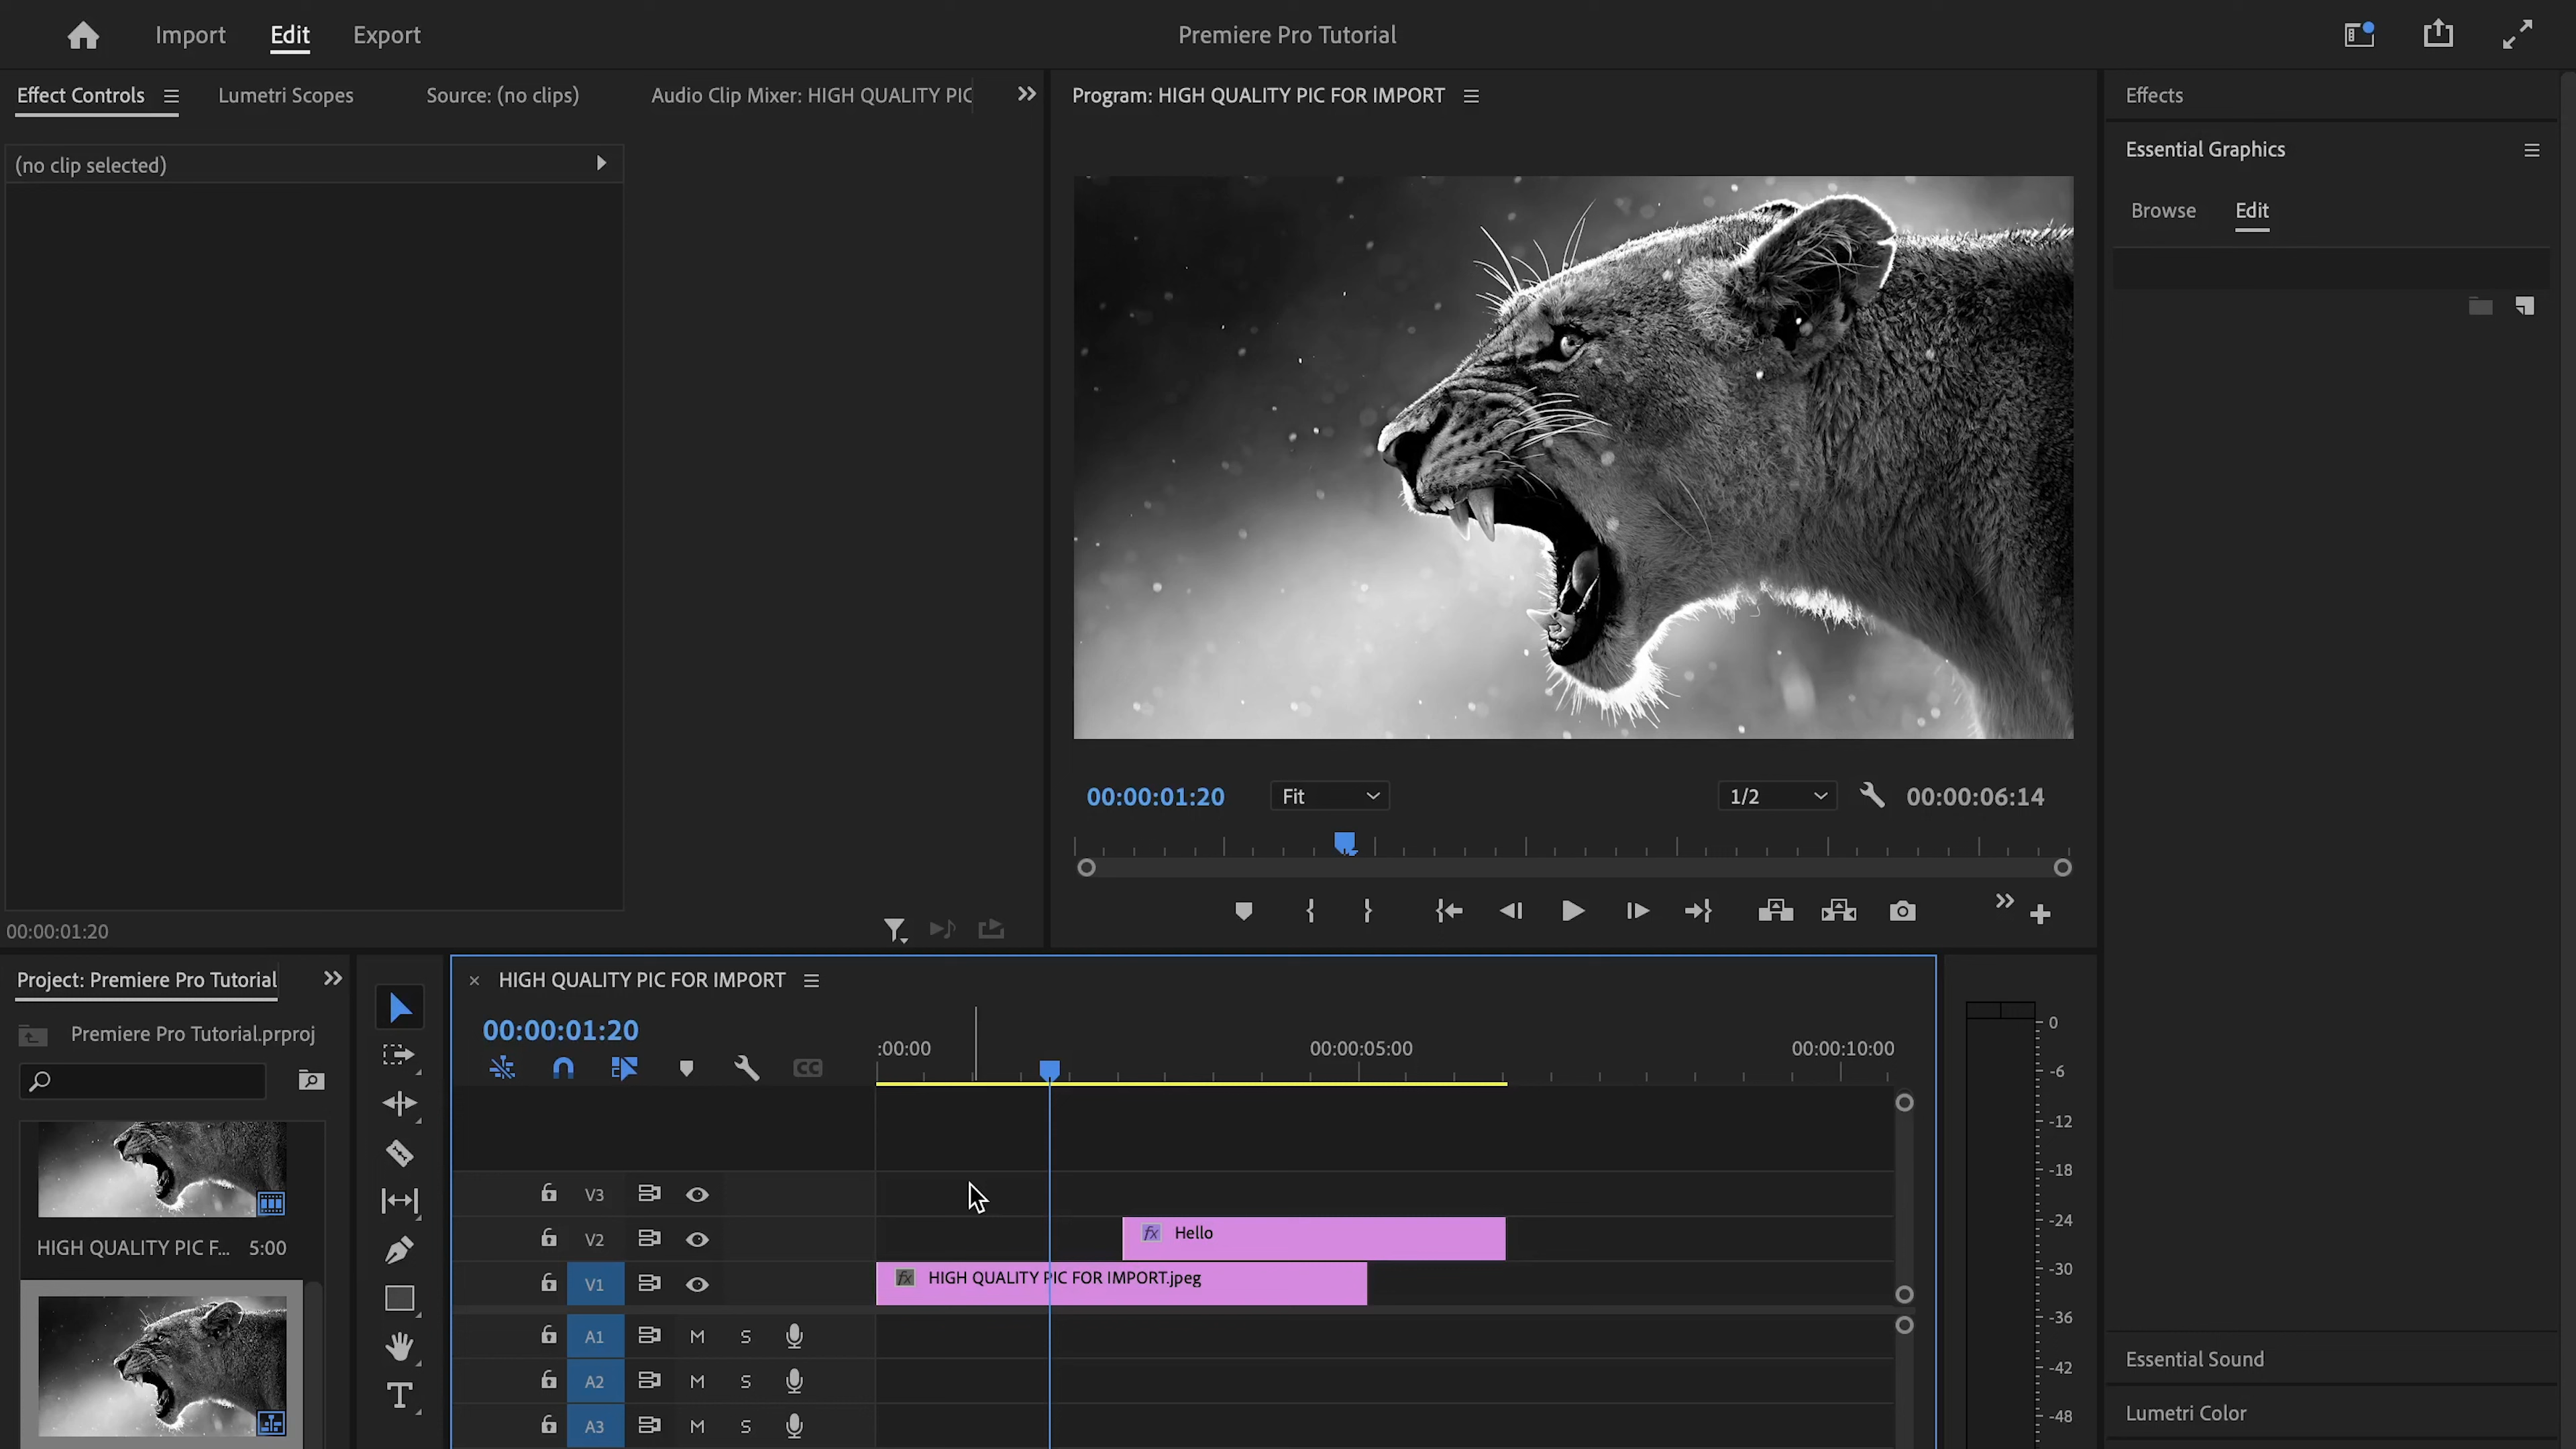 Import Edit Export Premiere Pro Tutorial
Effect Controls Lumetri Scopes Source: (no clips) Audio Clip Mixer: HIGH QUALITY PIC
(no clip selected)
00:00:01:20
Program: HIGH QUALITY PIC FOR IMPORT
00:00:01:20 Fit 1/2 00:00:06:14
Effects
Essential Graphics
Browse Edit
Essential Sound
Lumetri Color
Project: Premiere Pro Tutorial
Premiere Pro Tutorial.prproj
HIGH QUALITY PIC F... 5:00
T
HIGH QUALITY PIC FOR IMPORT
00:00:01:20
CC
:00:00 00:00:05:00 00:00:10:00
V3
V2 fx Hello
V1 fx HIGH QUALITY PIC FOR IMPORT.jpeg
A1 M S
A2 M S
A3 M S
0
-6
-12
-18
-24
-30
-36
-42
-48